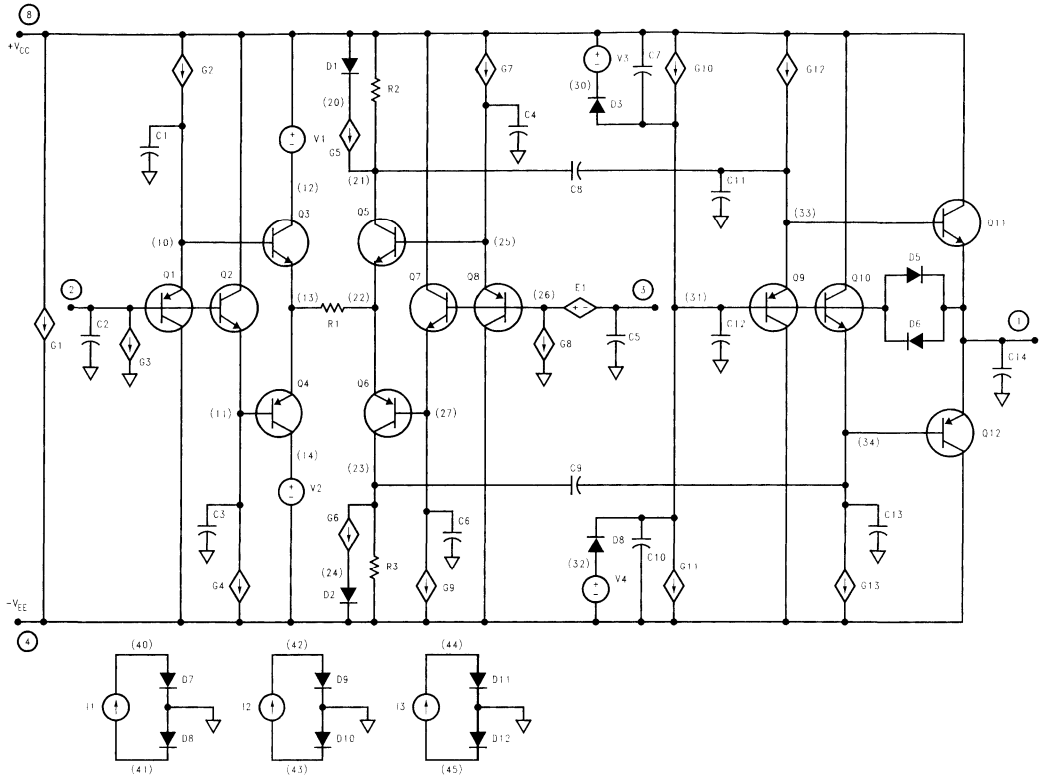 8
+VCC
G2
D1
(20)
G5
R2
G7
C4
V3
(30)
D3
C7
G10
G12
C1
V1
(12)
(21)
C8
C11
Q3
Q5
(33)
Q11
(10)
(25)
Q1
Q2
Q7
Q8
(26)
E1
3
Q9
Q10
D5
2
(13)
(22)
(31)
R1
G1
C2
G3
G8
C5
C12
D6
1
C14
Q4
Q6
(11)
(27)
(34)
Q12
(14)
(23)
C9
V2
C3
G6
C6
C13
(24)
R3
D8
(32)
C10
G4
D2
G9
V4
G11
G13
-VEE
4
(40)
(42)
(44)
D7
D9
D11
I1
I2
I3
D8
D10
D12
(41)
(43)
(45)